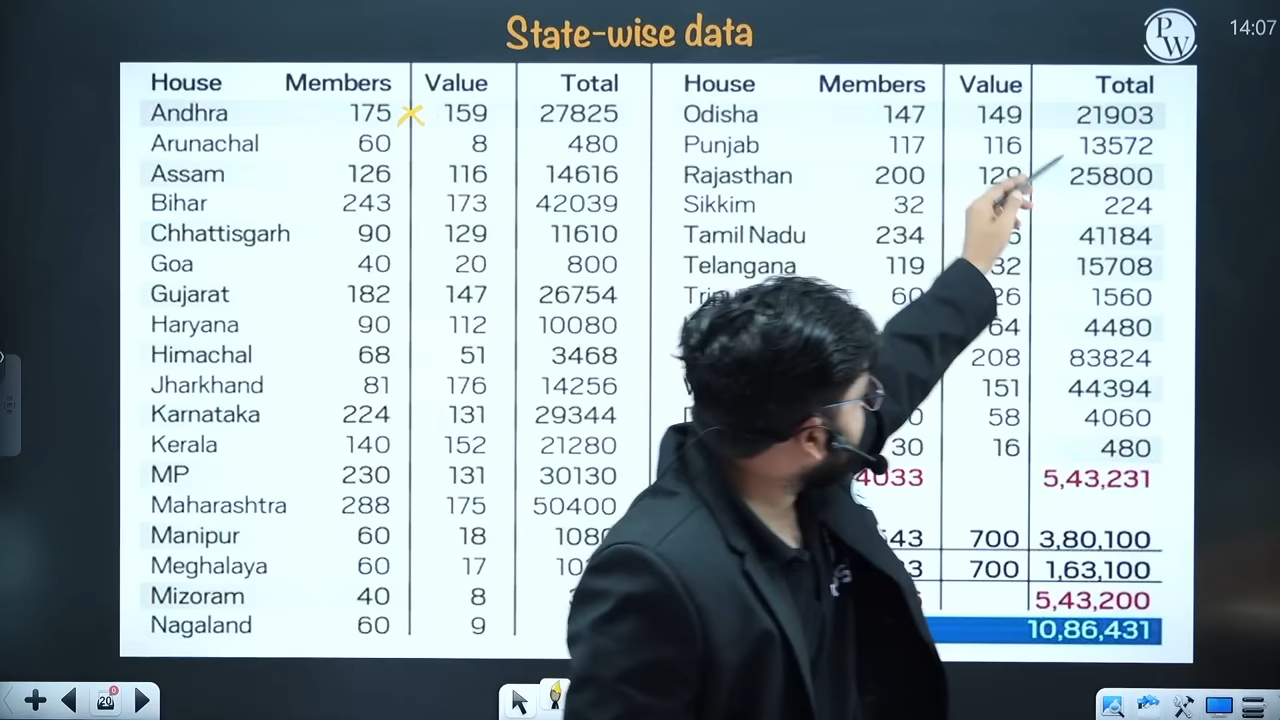 State-wise data
PW
14:07
House Members Value Total
Andhra 175 × 159 27825
Arunachal 60 8 480
Assam 126 116 14616
Bihar 243 173 42039
Chhattisgarh 90 129 11610
Goa 40 20 800
Gujarat 182 147 26754
Haryana 90 112 10080
Himachal 68 51 3468
Jharkhand 81 176 14256
Karnataka 224 131 29344
Kerala 140 152 21280
MP 230 131 30130
Maharashtra 288 175 50400
Manipur 60 18
Meghalaya 60 17
Mizoram 40 8
Nagaland 60 9
House Members Value Total
Odisha 147 149 21903
Punjab 117 116 13572
Rajasthan 200 129 25800
Sikkim 32 224
Tamil Nadu 234 41184
Telangana 119 15708
60 1560
4480
208 83824
151 44394
58 4060
30 16 480
4033 5,43,231
700 3,80,100
700 1,63,100
5,43,200
10,86,431
20
0